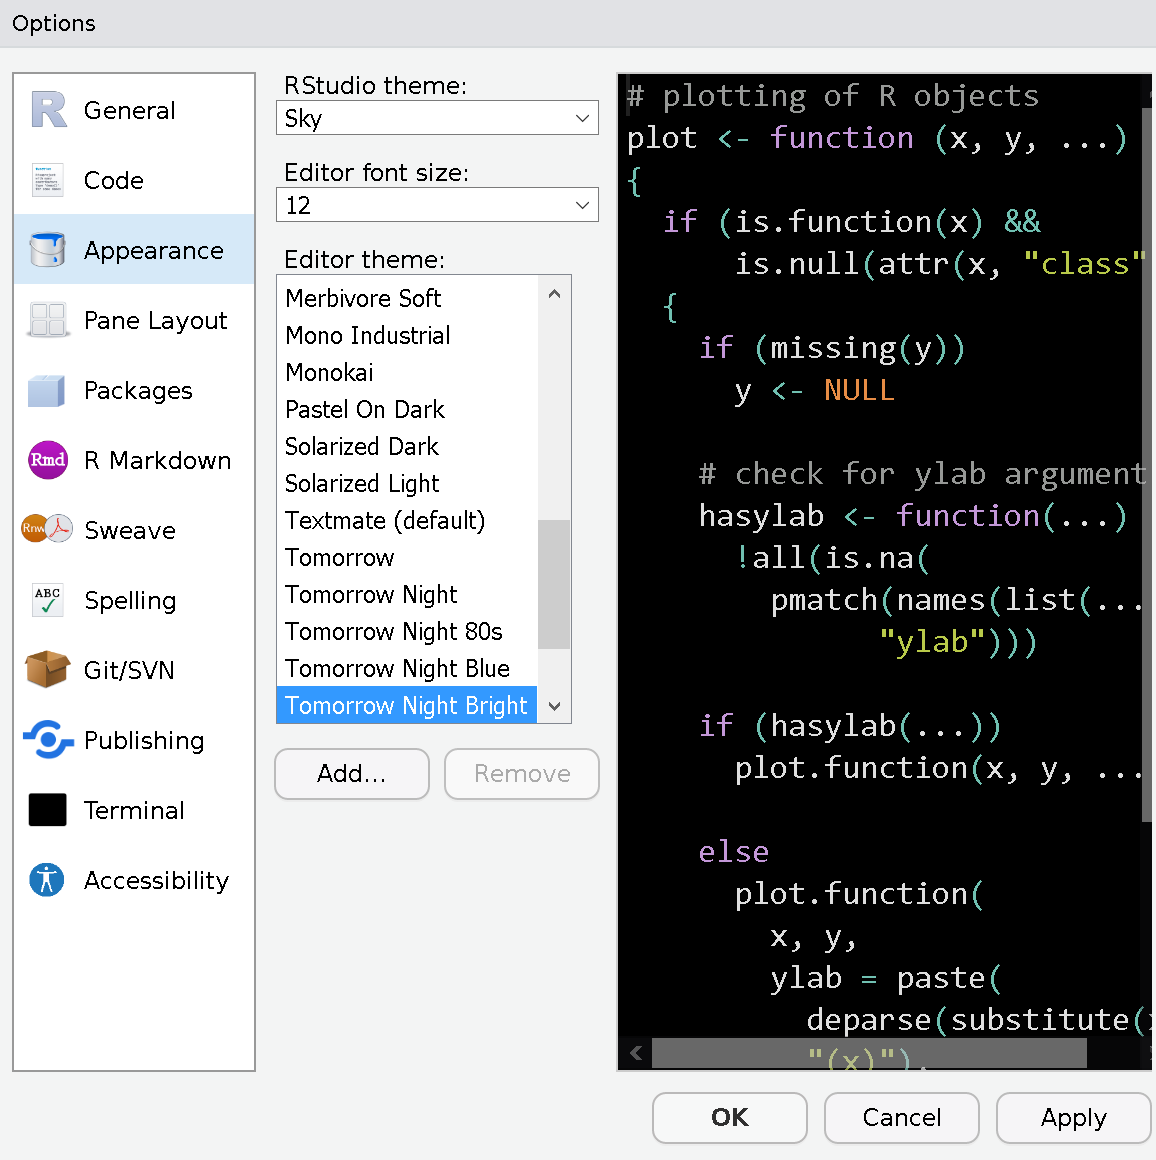 Options
General
Code
Appearance
Pane Layout
Packages
Rmd R Markdown
Rnw Sweave
ABC Spelling
Git/SVN
Publishing
Terminal
Accessibility
RStudio theme:
Sky
Editor font size:
12
Editor theme:
Merbivore Soft
Mono Industrial
Monokai
Pastel On Dark
Solarized Dark
Solarized Light
Textmate (default)
Tomorrow
Tomorrow Night
Tomorrow Night 80s
Tomorrow Night Blue
Tomorrow Night Bright
Add...
Remove
# plotting of R objects
plot <- function (x, y, ...)
{
  if (is.function(x) &&
      is.null(attr(x, "class"
  {
    if (missing(y))
      y <- NULL
    # check for ylab argument
    hasylab <- function(...)
      !all(is.na(
        pmatch(names(list(...
              "ylab")))
    if (hasylab(...))
      plot.function(x, y, ...
    else
      plot.function(
        x, y,
        ylab = paste(
          deparse(substitute(x
          "(x)"),
OK
Cancel
Apply